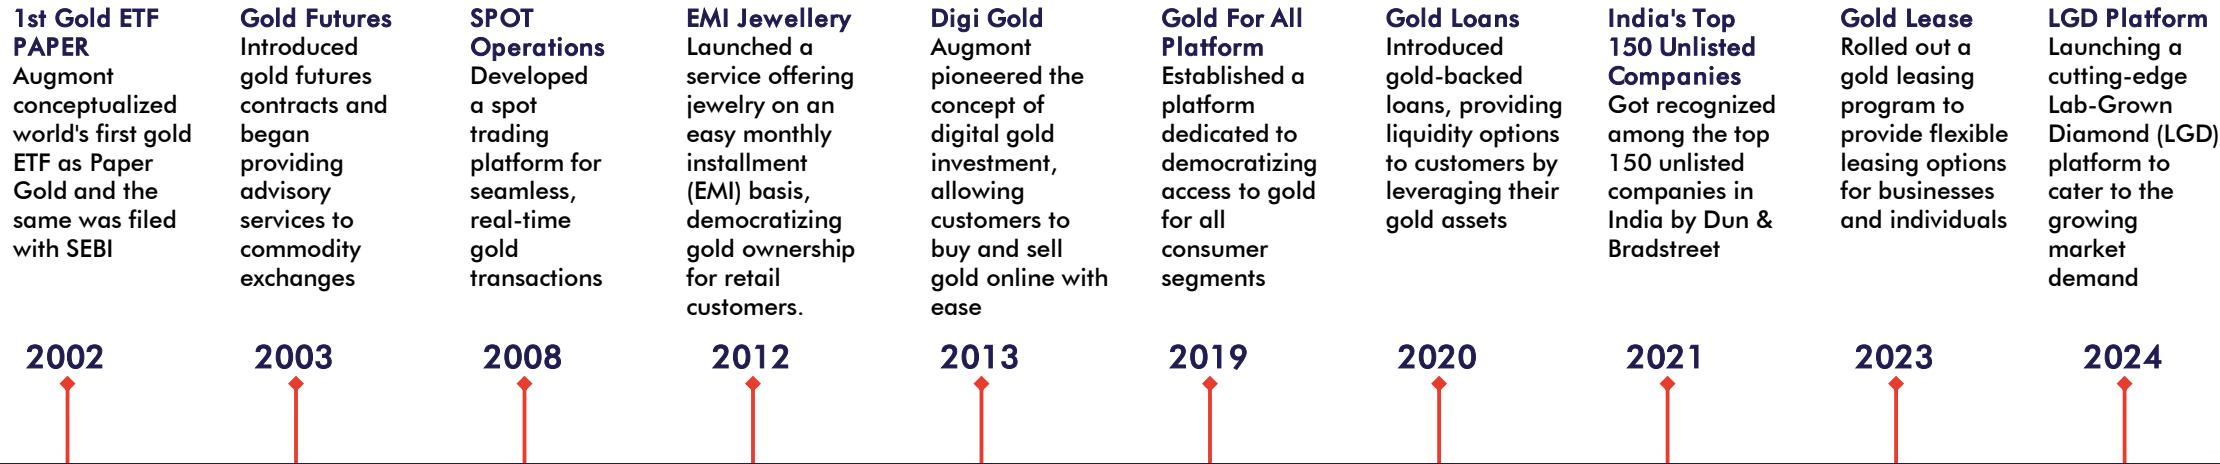 1st Gold ETF
PAPER
Augmont
conceptualized
world's first gold
ETF as Paper
Gold and the
same was filed
with SEBI
2002
Gold Futures
Introduced
gold futures
contracts and
began
providing
advisory
services to
commodity
exchanges
2003
SPOT
Operations
Developed
a spot
trading
platform for
seamless,
real-time
gold
transactions
2008
EMI Jewellery
Launched a
service offering
jewelry on an
easy monthly
installment
(EMI) basis,
democratizing
gold ownership
for retail
customers.
2012
Digi Gold
Augmont
pioneered the
concept of
digital gold
investment,
allowing
customers to
buy and sell
gold online with
ease
2013
Gold For All
Platform
Established a
platform
dedicated to
democratizing
access to gold
for all
consumer
segments
2019
Gold Loans
Introduced
gold-backed
loans, providing
liquidity options
to customers by
leveraging their
gold assets
2020
India's Top
150 Unlisted
Companies
Got recognized
among the top
150 unlisted
companies in
India by Dun &
Bradstreet
2021
Gold Lease
Rolled out a
gold leasing
program to
provide flexible
leasing options
for businesses
and individuals
2023
LGD Platform
Launching a
cutting-edge
Lab-Grown
Diamond (LGD)
platform to
cater to the
growing
market
demand
2024